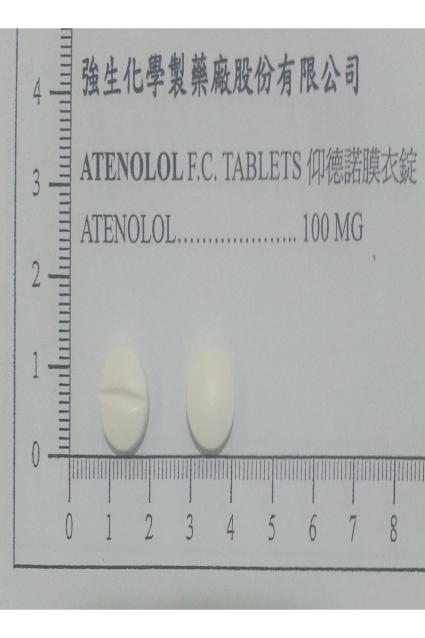 強生化學製藥廠股份有限公司
ATENOLOL F.C. TABLETS 仰德諾膜衣錠
ATENOLOL.................... 100 MG
4
3
2
1
0
0 1 2 3 4 5 6 7 8